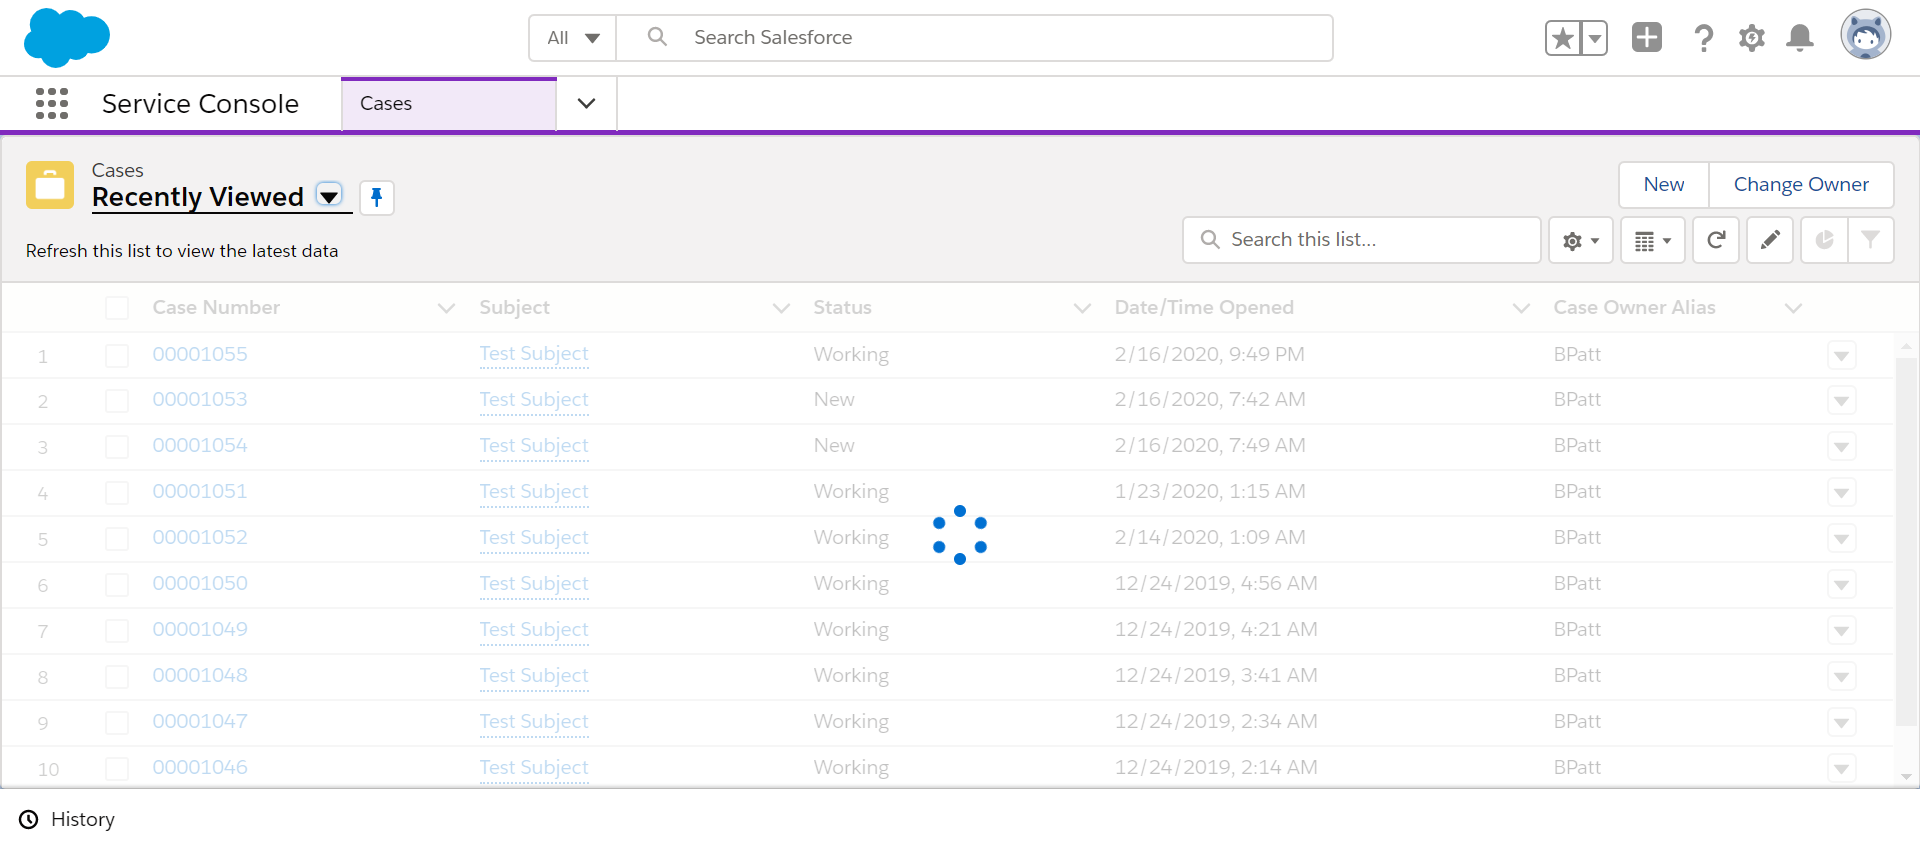 All
Search Salesforce
Service Console
Cases
Cases
Recently Viewed
New
Change Owner
Refresh this list to view the latest data
Search this list...
Case Number Subject Status Date/Time Opened Case Owner Alias
1 00001055 Test Subject Working 2/16/2020, 9:49 PM BPatt
2 00001053 Test Subject New 2/16/2020, 7:42 AM BPatt
3 00001054 Test Subject New 2/16/2020, 7:49 AM BPatt
4 00001051 Test Subject Working 1/23/2020, 1:15 AM BPatt
5 00001052 Test Subject Working 2/14/2020, 1:09 AM BPatt
6 00001050 Test Subject Working 12/24/2019, 4:56 AM BPatt
7 00001049 Test Subject Working 12/24/2019, 4:21 AM BPatt
8 00001048 Test Subject Working 12/24/2019, 3:41 AM BPatt
9 00001047 Test Subject Working 12/24/2019, 2:34 AM BPatt
10 00001046 Test Subject Working 12/24/2019, 2:14 AM BPatt
History